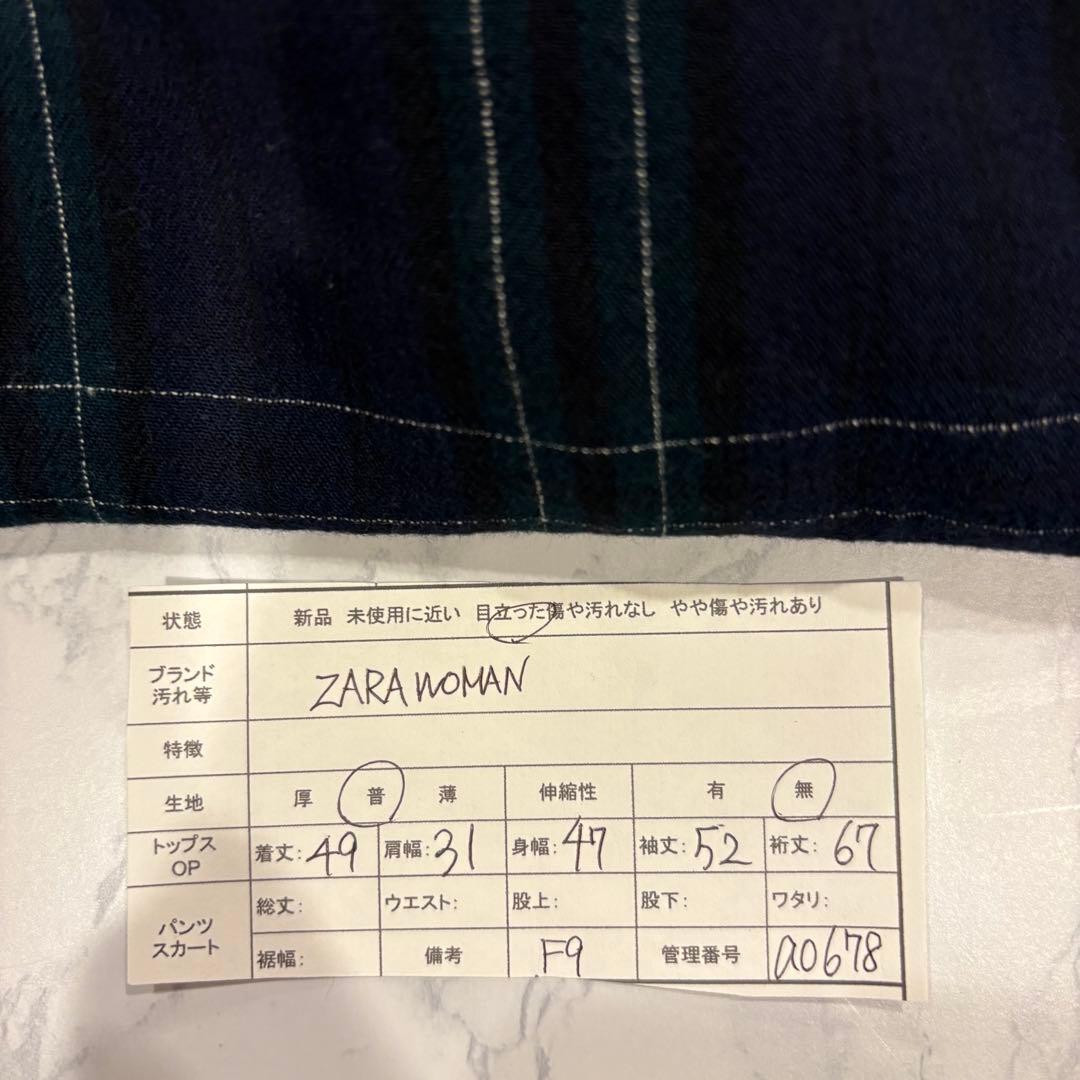 状態 新品 未使用に近い 目立った傷や汚れなし やや傷や汚れあり
ブランド
汚れ等 ZARA WOMAN
特徴
生地 厚 普 薄 伸縮性 有 無
トップス
OP 着丈:49 肩幅:31 身幅:47 袖丈:52 裄丈:67
パンツ
スカート 総丈: ウエスト: 股上: 股下: ワタリ:
裾幅: 備考 F9 管理番号 a0678